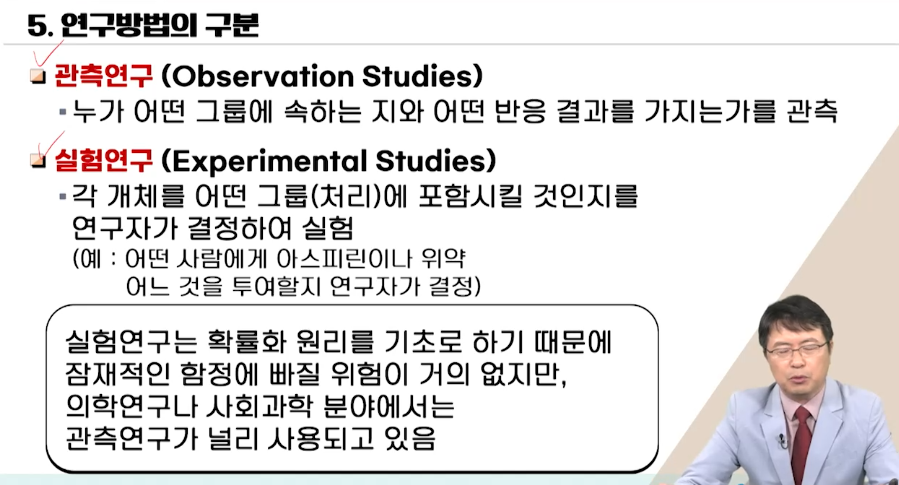 5. 연구방법의 구분
관측연구 (Observation Studies)
누가 어떤 그룹에 속하는 지와 어떤 반응 결과를 가지는가를 관측
실험연구 (Experimental Studies)
각 개체를 어떤 그룹(처리)에 포함시킬 것인지를
연구자가 결정하여 실험
(예 : 어떤 사람에게 아스피린이나 위약
어느 것을 투여할지 연구자가 결정)
실험연구는 확률화 원리를 기초로 하기 때문에
잠재적인 함정에 빠질 위험이 거의 없지만,
의학연구나 사회과학 분야에서는
관측연구가 널리 사용되고 있음